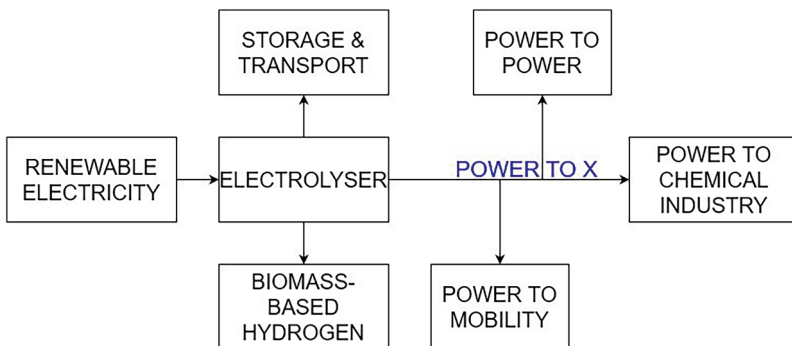 STORAGE &
TRANSPORT
POWER TO
POWER
RENEWABLE
ELECTRICITY
ELECTROLYSER
POWER TO X
POWER TO
CHEMICAL
INDUSTRY
BIOMASS-
BASED
HYDROGEN
POWER TO
MOBILITY